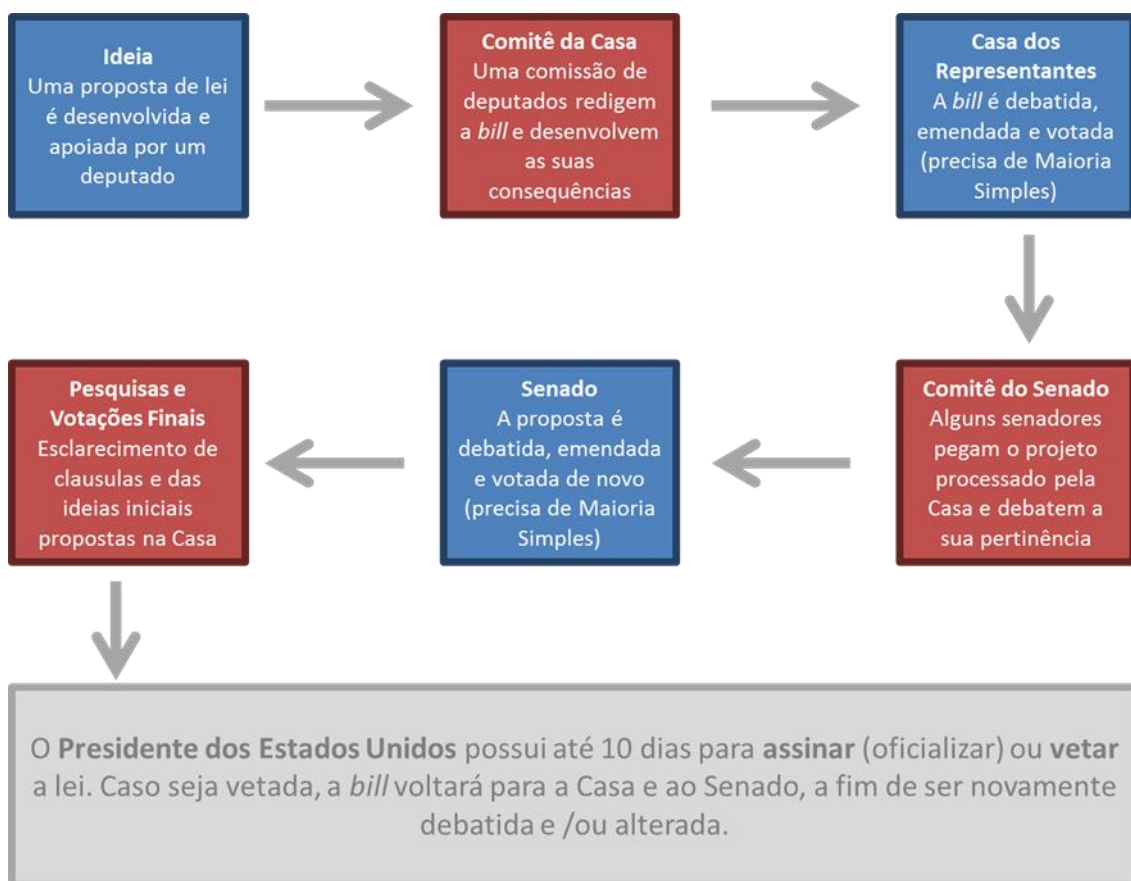 Ideia
Uma proposta de lei
é desenvolvida e
apoiada por um
deputado
Comitê da Casa
Uma comissão de
deputados redigem
a bill e desenvolvem
as suas
consequências
Casa dos
Representantes
A bill é debatida,
emendada e votada
(precisa de Maioria
Simples)
Comitê do Senado
Alguns senadores
pegam o projeto
processado pela
Casa e debatem a
sua pertinência
Senado
A proposta é
debatida, emendada
e votada de novo
(precisa de Maioria
Simples)
Pesquisas e
Votações Finais
Esclarecimento de
clausulas e das
ideias iniciais
propostas na Casa
O Presidente dos Estados Unidos possui até 10 dias para assinar (oficializar) ou vetar
a lei. Caso seja vetada, a bill voltará para a Casa e ao Senado, a fim de ser novamente
debatida e /ou alterada.